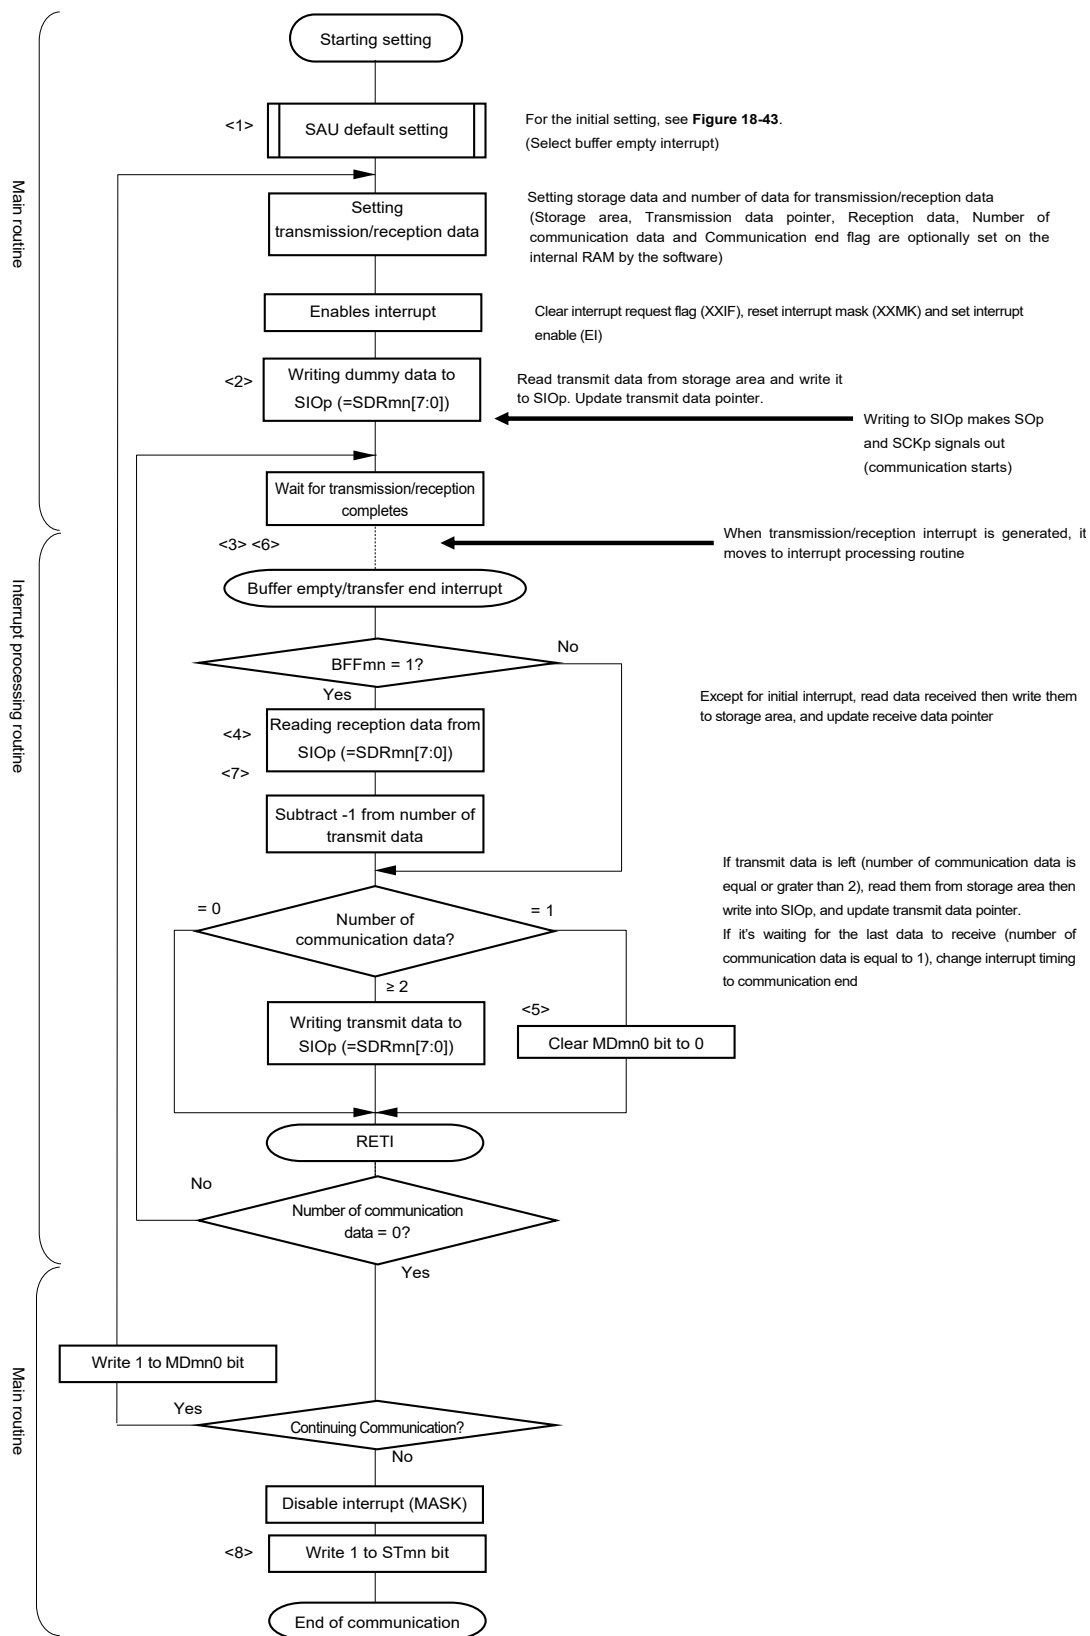 Starting setting
<1>
SAU default setting
For the initial setting, see Figure 18-43.
(Select buffer empty interrupt)
Main routine
Setting
transmission/reception data
Setting storage data and number of data for transmission/reception data
(Storage area, Transmission data pointer, Reception data, Number of
communication data and Communication end flag are optionally set on the
internal RAM by the software)
Enables interrupt
Clear interrupt request flag (XXIF), reset interrupt mask (XXMK) and set interrupt
enable (EI)
<2>
Writing dummy data to
SIOp (=SDRmn[7:0])
Read transmit data from storage area and write it
to SIOp. Update transmit data pointer.
Writing to SIOp makes SOp
and SCKp signals out
(communication starts)
Wait for transmission/reception
completes
<3> <6>
When transmission/reception interrupt is generated, it
moves to interrupt processing routine
Interrupt processing routine
Buffer empty/transfer end interrupt
BFFmn = 1?
No
Yes
<4>
Reading reception data from
SIOp (=SDRmn[7:0])
<7>
Except for initial interrupt, read data received then write them
to storage area, and update receive data pointer
Subtract -1 from number of
transmit data
= 0
Number of
communication data?
= 1
≥ 2
If transmit data is left (number of communication data is
equal or grater than 2), read them from storage area then
write into SIOp, and update transmit data pointer.
If it's waiting for the last data to receive (number of
communication data is equal to 1), change interrupt timing
to communication end
Writing transmit data to
SIOp (=SDRmn[7:0])
<5>
Clear MDmn0 bit to 0
RETI
No
Number of communication
data = 0?
Yes
Main routine
Write 1 to MDmn0 bit
Yes
Continuing Communication?
No
Disable interrupt (MASK)
<8>
Write 1 to STmn bit
End of communication